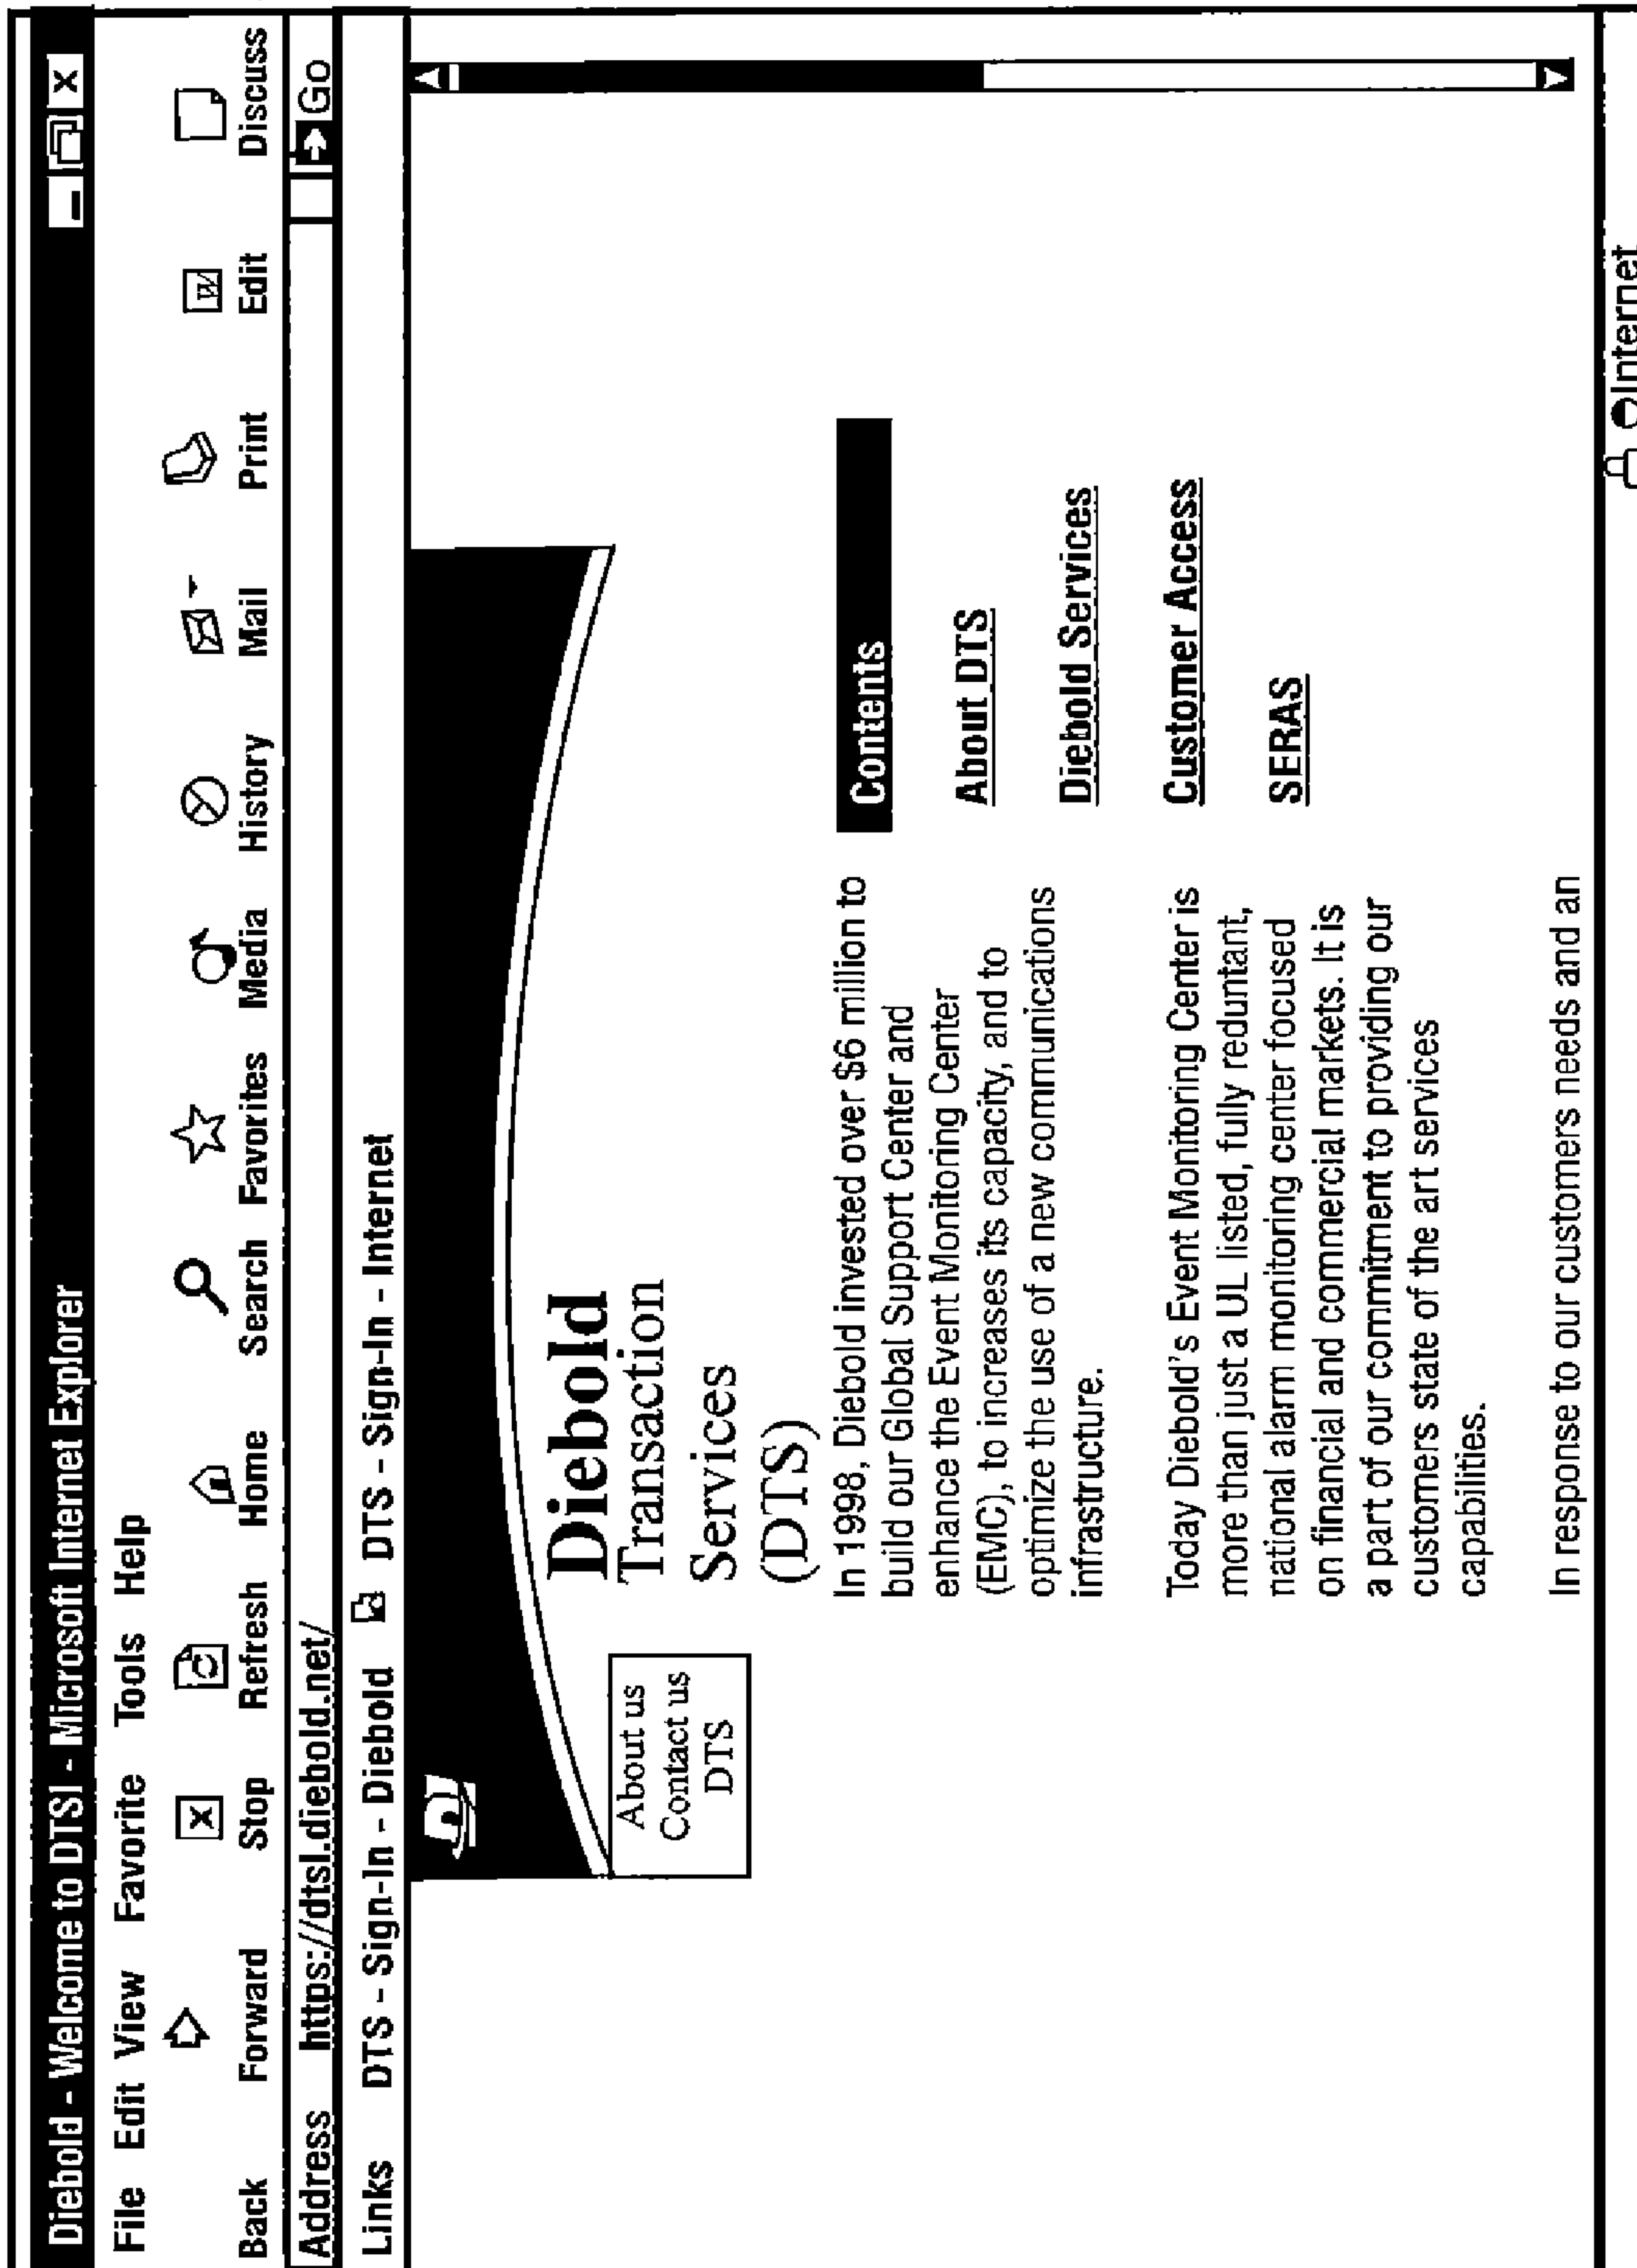 Diebold - Welcome to DTSI - Microsoft Internet Explorer
File Edit View Favorite Tools Help
Back Forward Stop Refresh Home Search Favorites Media History Mail Print Edit Discuss
Address https://dtsl.diebold.net/ Go
Links DTS - Sign-In - Diebold DTS - Sign-In - Internet
About us
Contact us
DTS
Diebold
Transaction
Services
(DTS)
In 1998, Diebold invested over $6 million to
build our Global Support Center and
enhance the Event Monitoring Center
(EMC), to increases its capacity, and to
optimize the use of a new communications
infrastructure.
Today Diebold's Event Monitoring Center is
more than just a UL listed, fully reduntant,
national alarm monitoring center focused
on financial and commercial markets. It is
a part of our commitment to providing our
customers state of the art services
capabilities.
In response to our customers needs and an
Contents
About DTS
Diebold Services
Customer Access
SERAS
Internet